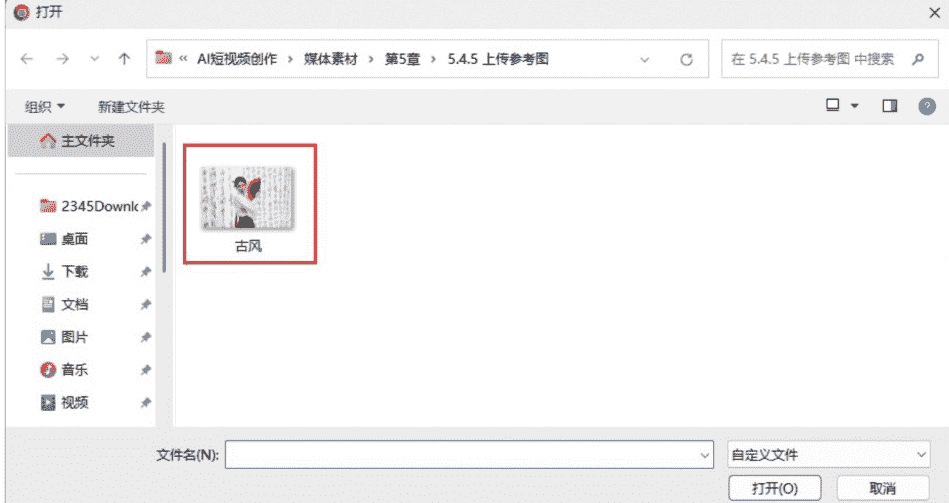 打开
« AI短视频创作 › 媒体素材 › 第5章 › 5.4.5 上传参考图
在 5.4.5 上传参考图 中搜索
组织 新建文件夹
主文件夹
2345Downlc
桌面
下载
文档
图片
音乐
视频
古风
文件名(N):
自定义文件
打开(O) 取消